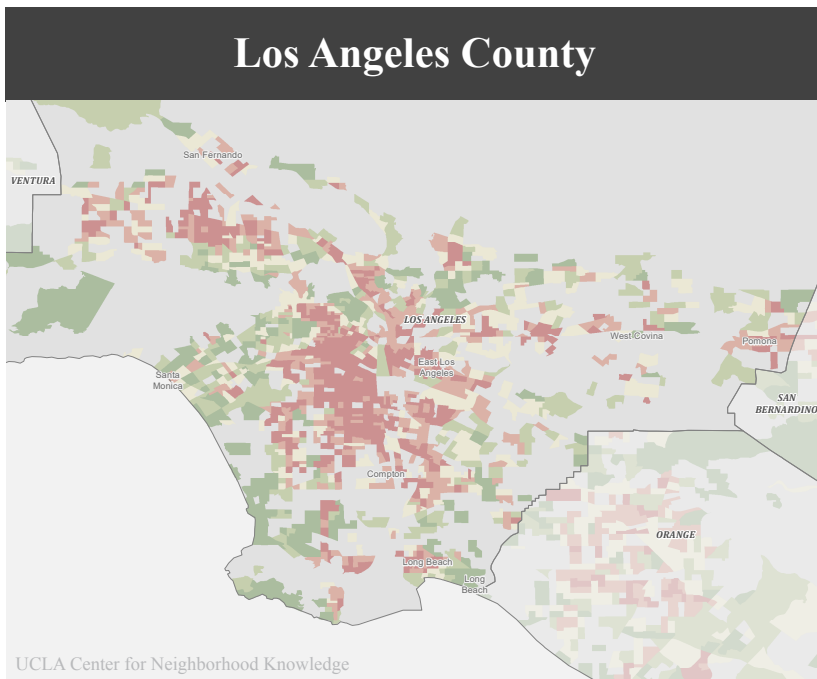 Los Angeles County
San Fernando
VENTURA
LOS ANGELES
West Covina
Pomona
East Los
Angeles
Santa
Monica
SAN
BERNARDINO
Compton
ORANGE
Long Beach
Long
Beach
UCLA Center for Neighborhood Knowledge